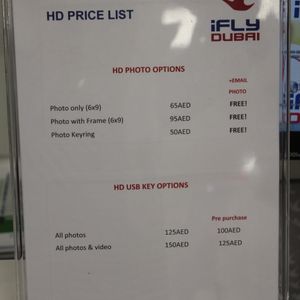 HD PRICE LIST
iFLY
DUBAI
HD PHOTO OPTIONS
+EMAIL
PHOTO
Photo only (6x9) 65AED FREE!
Photo with Frame (6x9) 95AED FREE!
Photo Keyring 50AED FREE!
HD USB KEY OPTIONS
Pre purchase
All photos 125AED 100AED
All photos & video 150AED 125AED